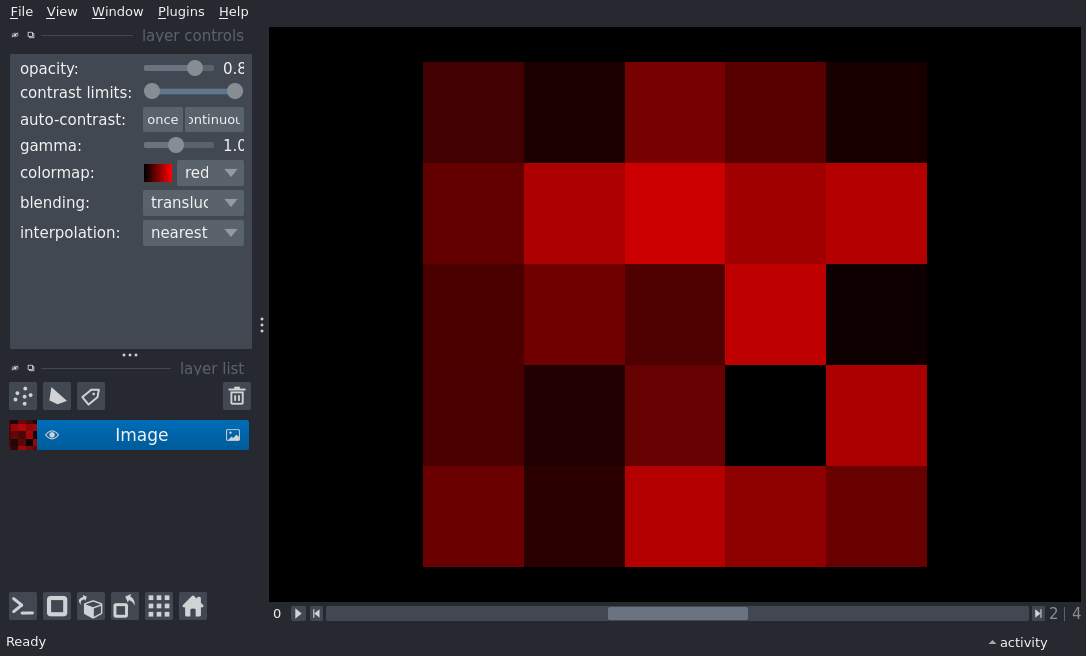 File View Window Plugins Help
layer controls
opacity: 0.8
contrast limits:
auto-contrast: once ontinuou
gamma: 1.0
colormap: red
blending: transluc
interpolation: nearest
layer list
Image
0 2 | 4
Ready activity